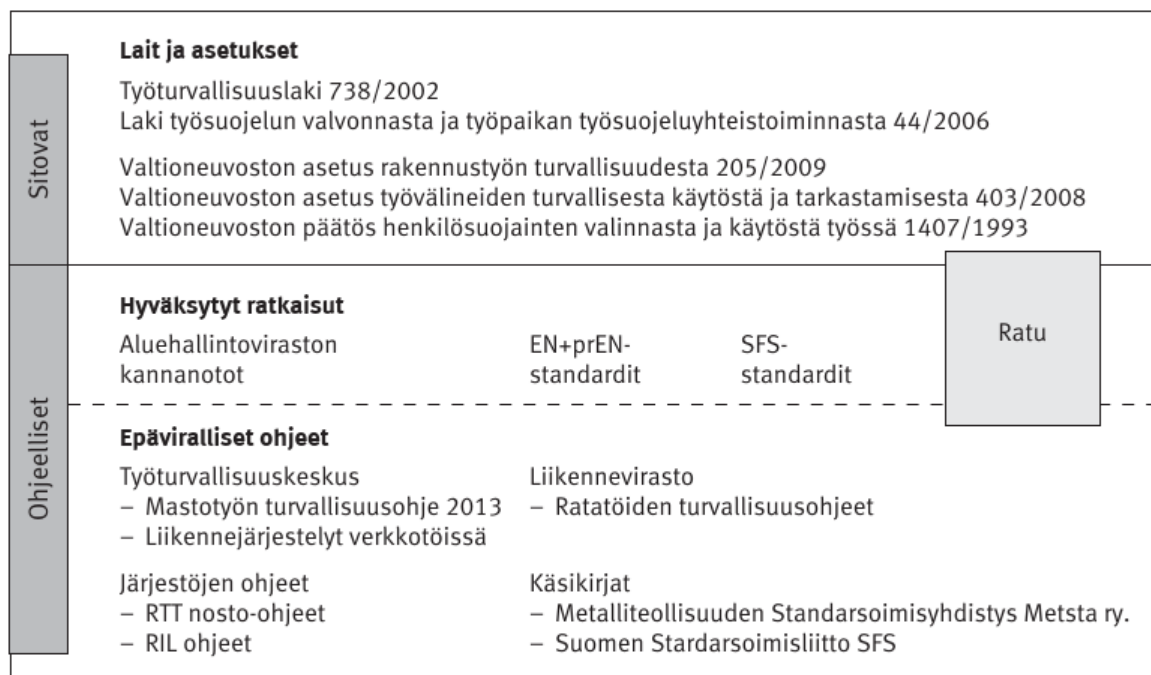 Sitovat
Lait ja asetukset
Työturvallisuuslaki 738/2002
Laki työsuojelun valvonnasta ja työpaikan työsuojeluyhteistoiminnasta 44/2006
Valtioneuvoston asetus rakennustyön turvallisuudesta 205/2009
Valtioneuvoston asetus työvälineiden turvallisesta käytöstä ja tarkastamisesta 403/2008
Valtioneuvoston päätös henkilösuojainten valinnasta ja käytöstä työssä 1407/1993
Ohjeelliset
Hyväksytyt ratkaisut
Aluehallintoviraston
kannanotot
EN+prEN-
standardit
SFS-
standardit
Ratu
Epäviralliset ohjeet
Työturvallisuuskeskus
– Mastotyön turvallisuusohje 2013
– Liikennejärjestelyt verkkotöissä
Liikennevirasto
– Ratatöiden turvallisuusohjeet
Järjestöjen ohjeet
– RTT nosto-ohjeet
– RIL ohjeet
Käsikirjat
– Metalliteollisuuden Standarsoimisyhdistys Metsta ry.
– Suomen Stardarsoimisliitto SFS